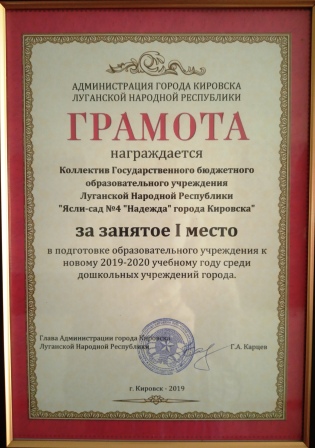 АДМИНИСТРАЦИЯ ГОРОДА КИРОВСКА
ЛУГАНСКОЙ НАРОДНОЙ РЕСПУБЛИКИ
ГРАМОТА
награждается
Коллектив Государственного бюджетного
образовательного учреждения
Луганской Народной Республики
"Ясли-сад №4 "Надежда" города Кировска"
за занятое I место
в подготовке образовательного учреждения к
новому 2019-2020 учебному году среди
дошкольных учреждений города.
Глава Администрации города Кировска
Луганской Народной Республики Г.А. Карцев
г. Кировск - 2019